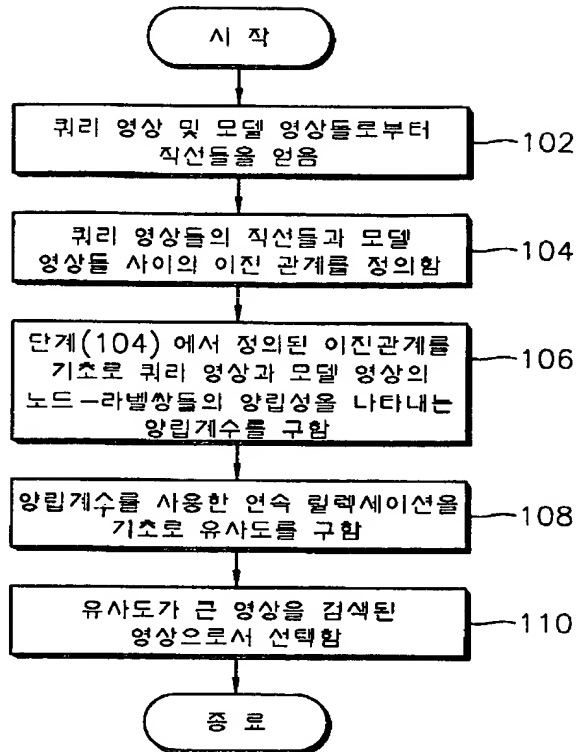 시 작
쿼리 영상 및 모델 영상들로부터
직선들을 얻음
102
쿼리 영상들의 직선들과 모델
영상들 사이의 이진 관계를 정의함
104
단계(104) 에서 정의된 이진관계를
기초로 쿼리 영상과 모델 영상의
노드-라벨쌍들의 양립성을 나타내는
양립계수를 구함
106
양립계수를 사용한 연속 릴렉세이션을
기초로 유사도를 구함
108
유사도가 큰 영상을 검색된
영상으로서 선택함
110
종 료